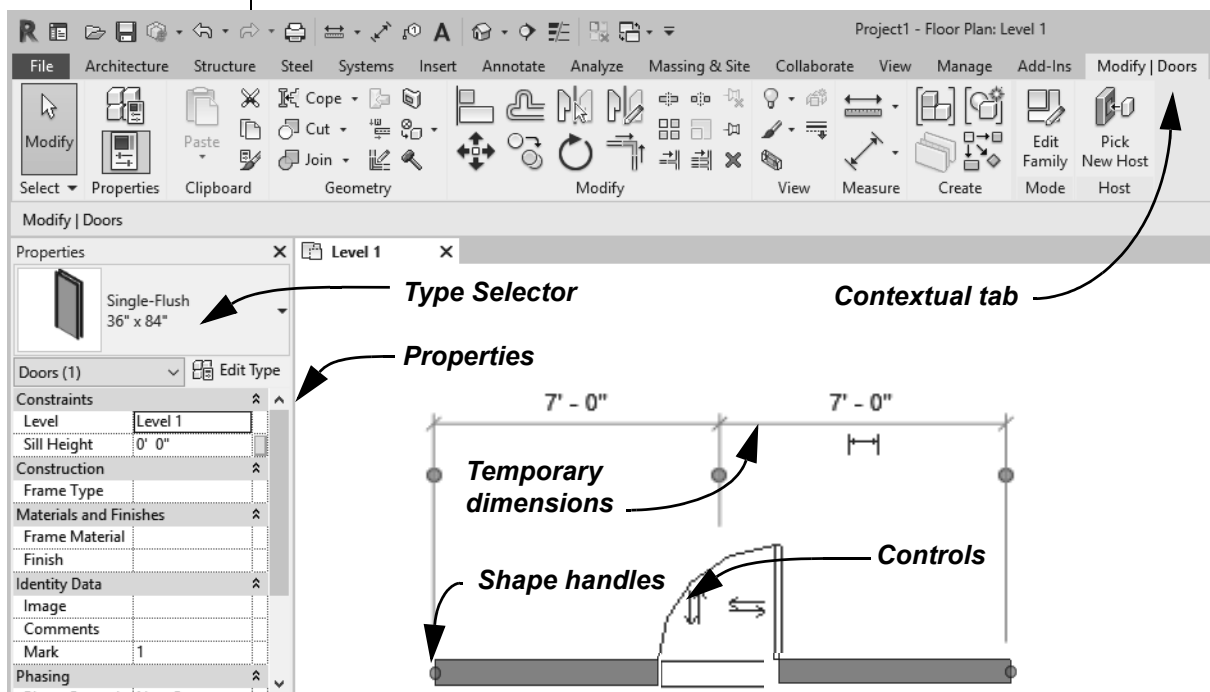 R A Project1 - Floor Plan: Level 1
File Architecture Structure Steel Systems Insert Annotate Analyze Massing & Site Collaborate View Manage Add-Ins Modify | Doors
Modify Paste Cope Cut Join Edit Family Pick New Host
Select Properties Clipboard Geometry Modify View Measure Create Mode Host
Modify | Doors
Properties X Level 1 X
Single-Flush
36" x 84"
Type Selector
Contextual tab
Properties
Doors (1) Edit Type
Constraints
Level Level 1
Sill Height 0' 0"
Construction
Frame Type
Materials and Finishes
Frame Material
Finish
Identity Data
Image
Comments
Mark 1
Phasing
7' - 0" 7' - 0"
Temporary
dimensions
Controls
Shape handles